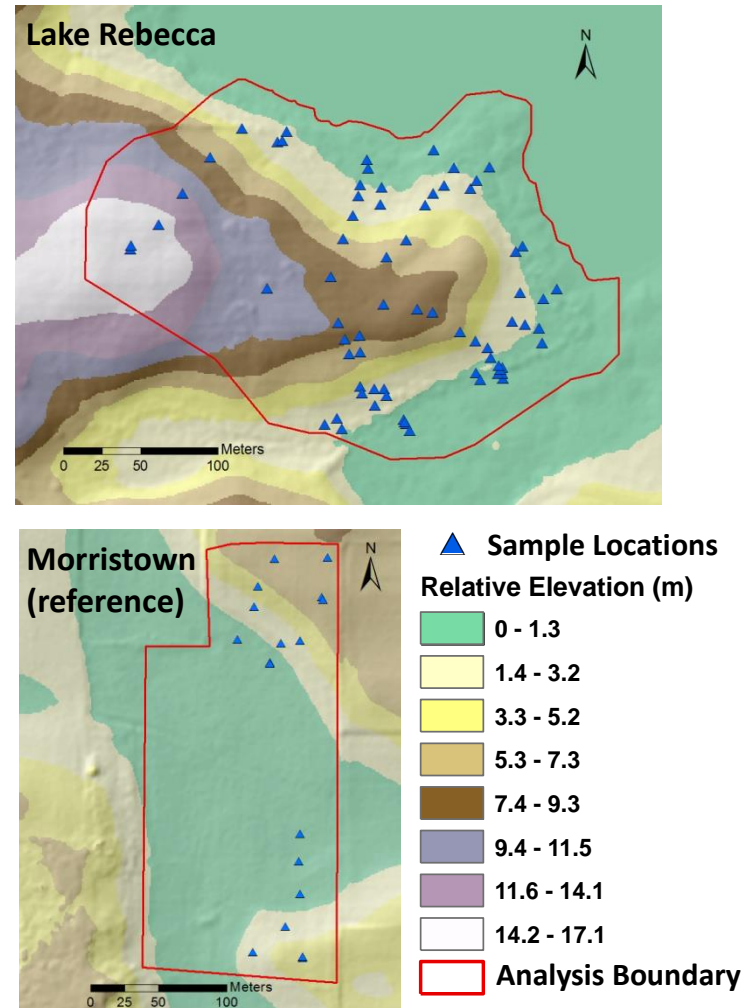 Lake Rebecca
N
Meters
0 25 50 100
Morristown
(reference)
N
Meters
0 25 50 100
Sample Locations
Relative Elevation (m)
0 - 1.3
1.4 - 3.2
3.3 - 5.2
5.3 - 7.3
7.4 - 9.3
9.4 - 11.5
11.6 - 14.1
14.2 - 17.1
Analysis Boundary